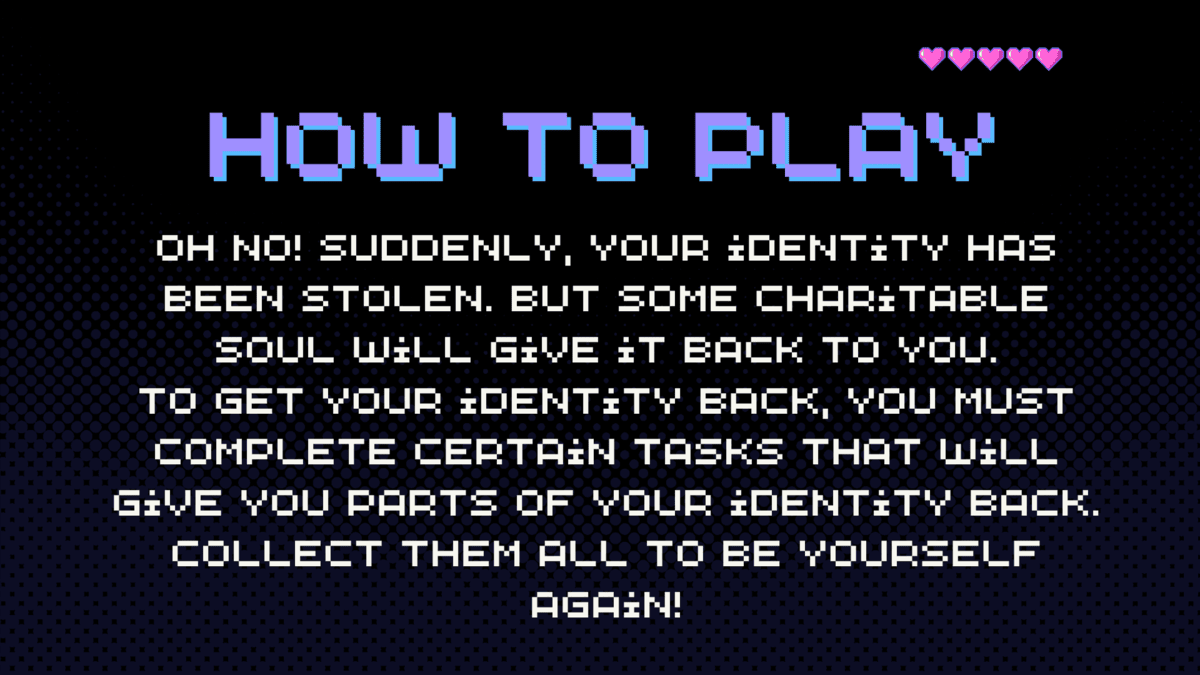 HOW TO PLAY
OH NO! SUDDENLY, YOUR iDENTiTY HAS
BEEN STOLEN. BUT SOME CHARiTABLE
SOUL WiLL GiVE iT BACK TO YOU.
TO GET YOUR iDENTiTY BACK, YOU MUST
COMPLETE CERTAiN TASKS THAT WiLL
GiVE YOU PARTS OF YOUR iDENTiTY BACK.
COLLECT THEM ALL TO BE YOURSELF
AGAiN!